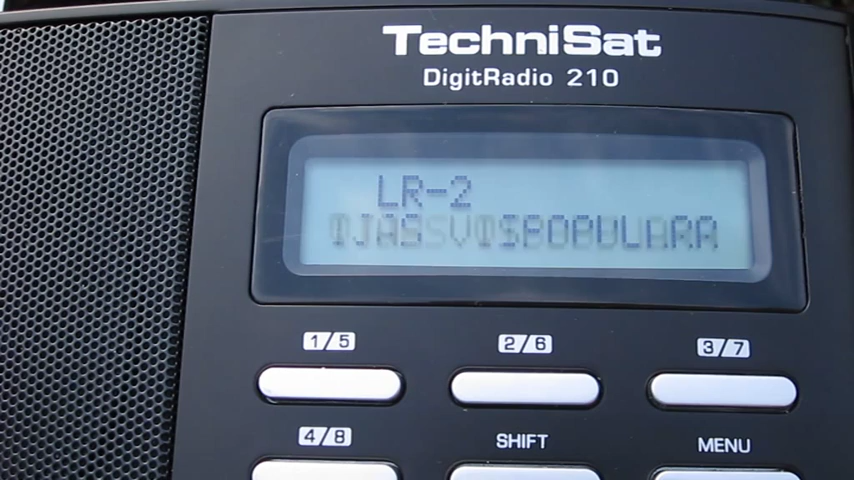 TechniSat
DigitRadio 210
LR-2
1/5
2/6
3/7
4/8
SHIFT
MENU